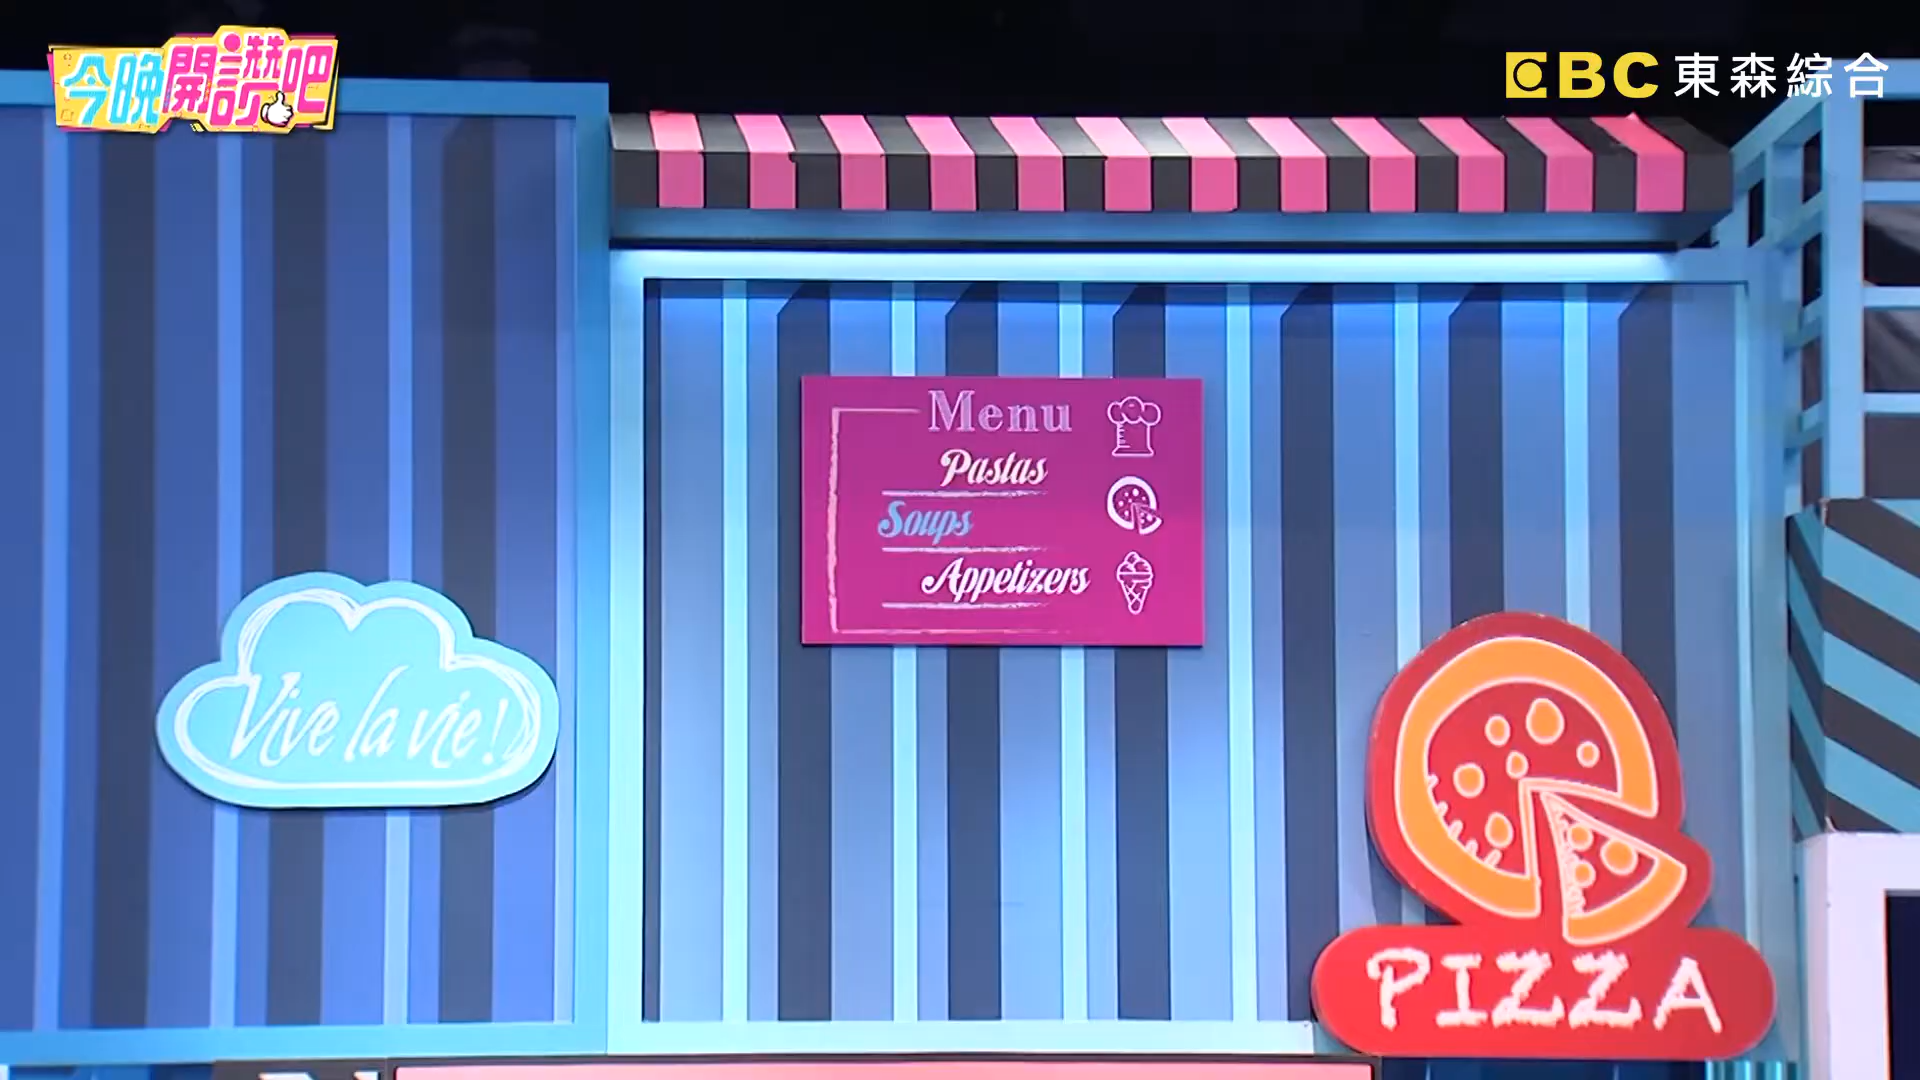 今晚開讚吧
EBC 東森綜合
Menu
Pastas
Soups
Appetizers
Vive la vie!
PIZZA